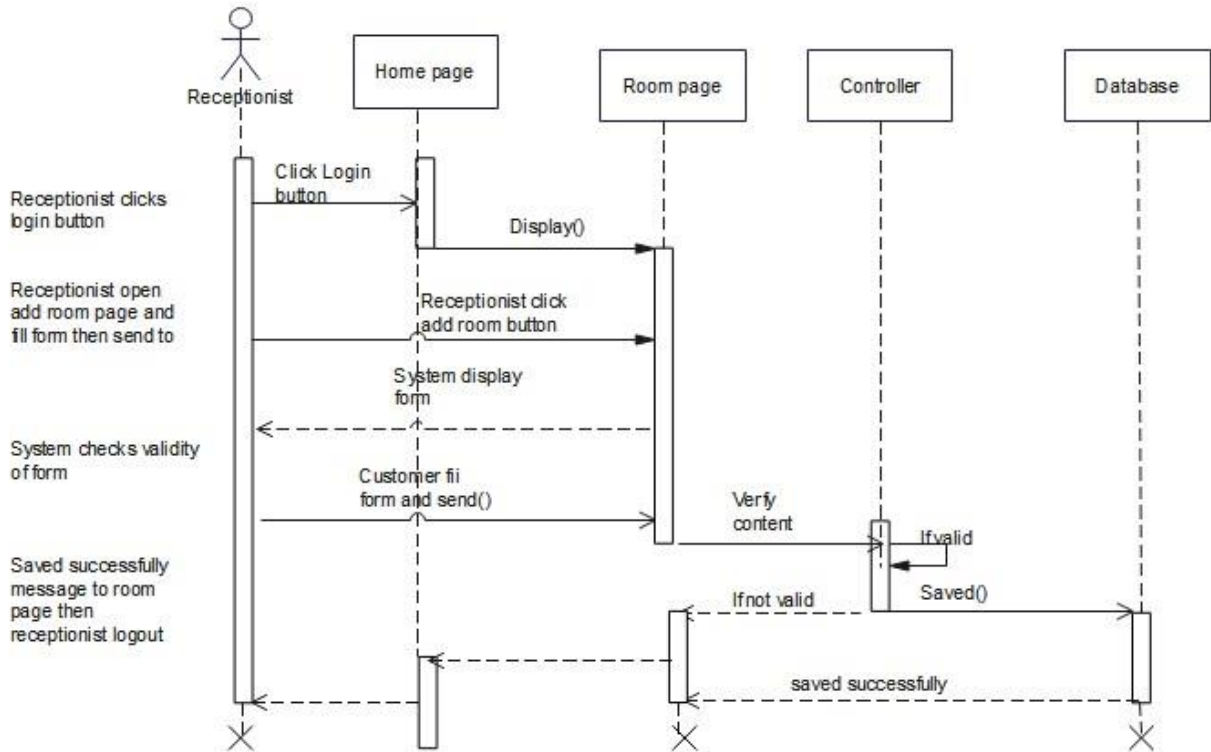 Receptionist
Home page
Room page
Controller
Database
Receptionist clicks
login button
Click Login
button
Display()
Receptionist open
add room page and
fill form then send to
Receptionist click
add room button
System display
form
System checks validity
of form
Customer fii
form and send()
Verfy
content
If valid
Saved successfully
message to room
page then
receptionist logout
If not valid
Saved()
saved successfully